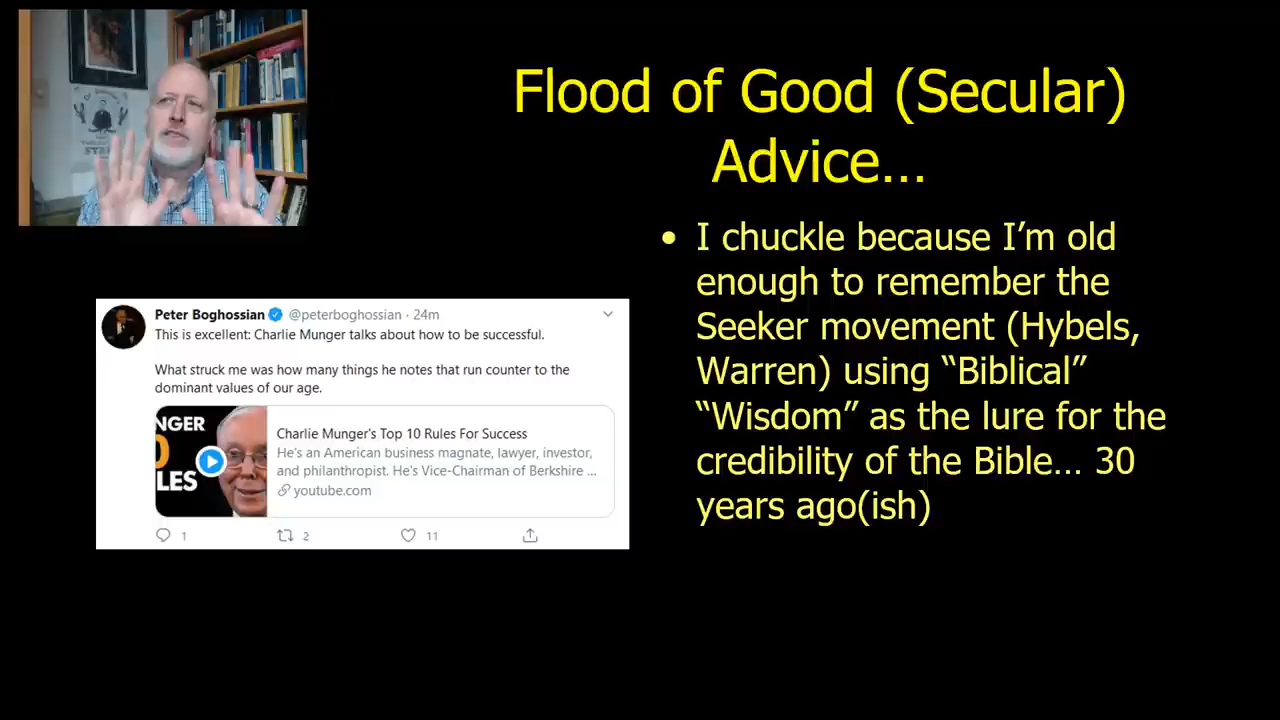 Flood of Good (Secular)
Advice...
• I chuckle because I’m old
enough to remember the
Seeker movement (Hybels,
Warren) using “Biblical”
“Wisdom” as the lure for the
credibility of the Bible... 30
years ago(ish)
Peter Boghossian @peterboghossian · 24m
This is excellent: Charlie Munger talks about how to be successful.
What struck me was how many things he notes that run counter to the
dominant values of our age.
NGER
0
LES
Charlie Munger's Top 10 Rules For Success
He's an American business magnate, lawyer, investor,
and philanthropist. He's Vice-Chairman of Berkshire ...
youtube.com
1 2 11